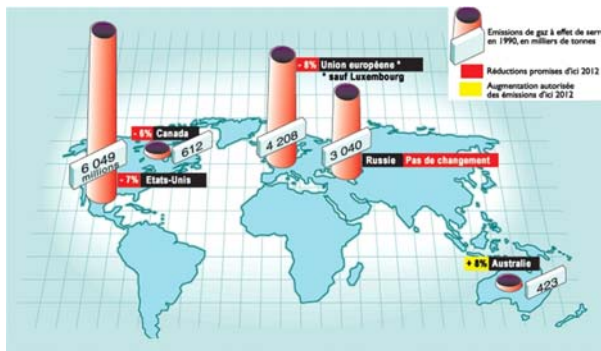 Emissions de gaz à effet de serre
en 1990, en milliers de tonnes
Réductions promises d'ici 2012
Augmentation autorisée
des émissions d'ici 2012
- 8% Union européene *
* sauf Luxembourg
- 6% Canada
612
4 208
6 049
millions
3 040
Russie Pas de changement
- 7% Etats-Unis
+ 8% Australie
423